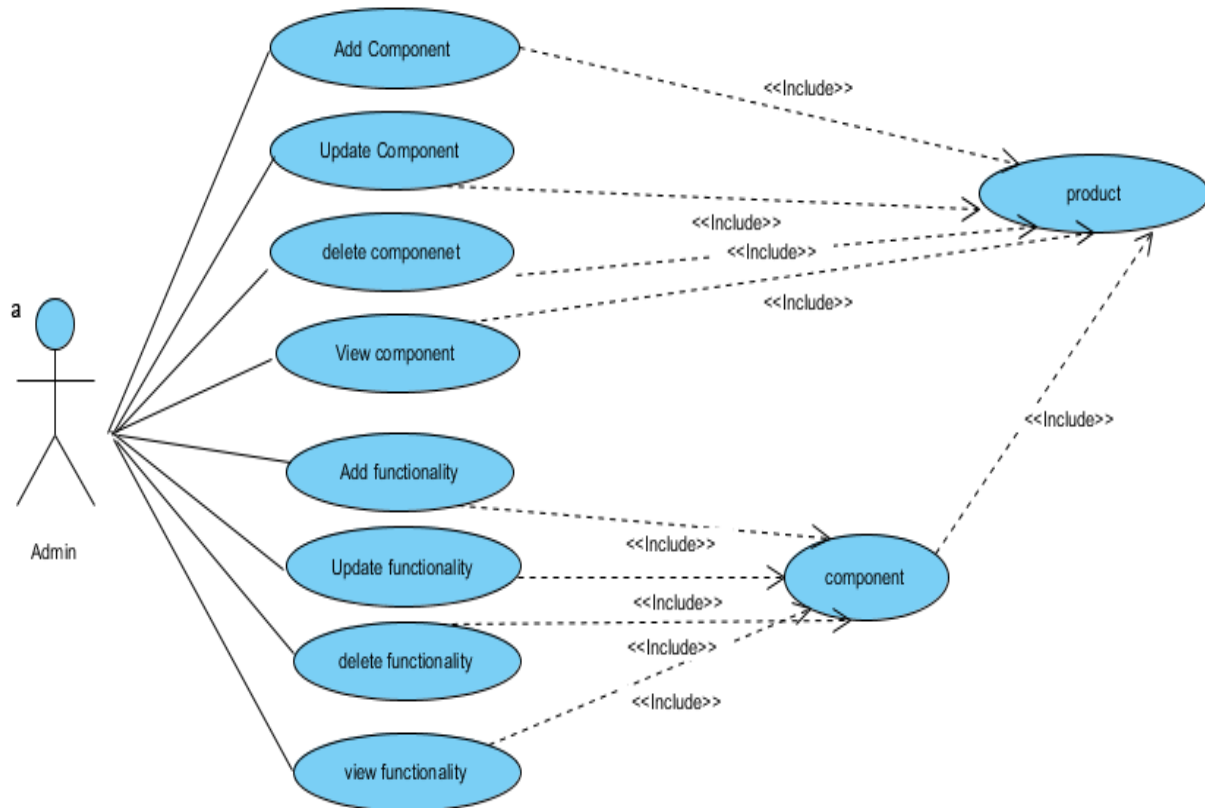 Add Component
<<Include>>
Update Component
product
<<Include>>
delete componenet
<<Include>>
<<Include>>
a
View component
<<Include>>
Add functionality
<<Include>>
Admin
Update functionality
component
<<Include>>
<<Include>>
delete functionality
<<Include>>
view functionality